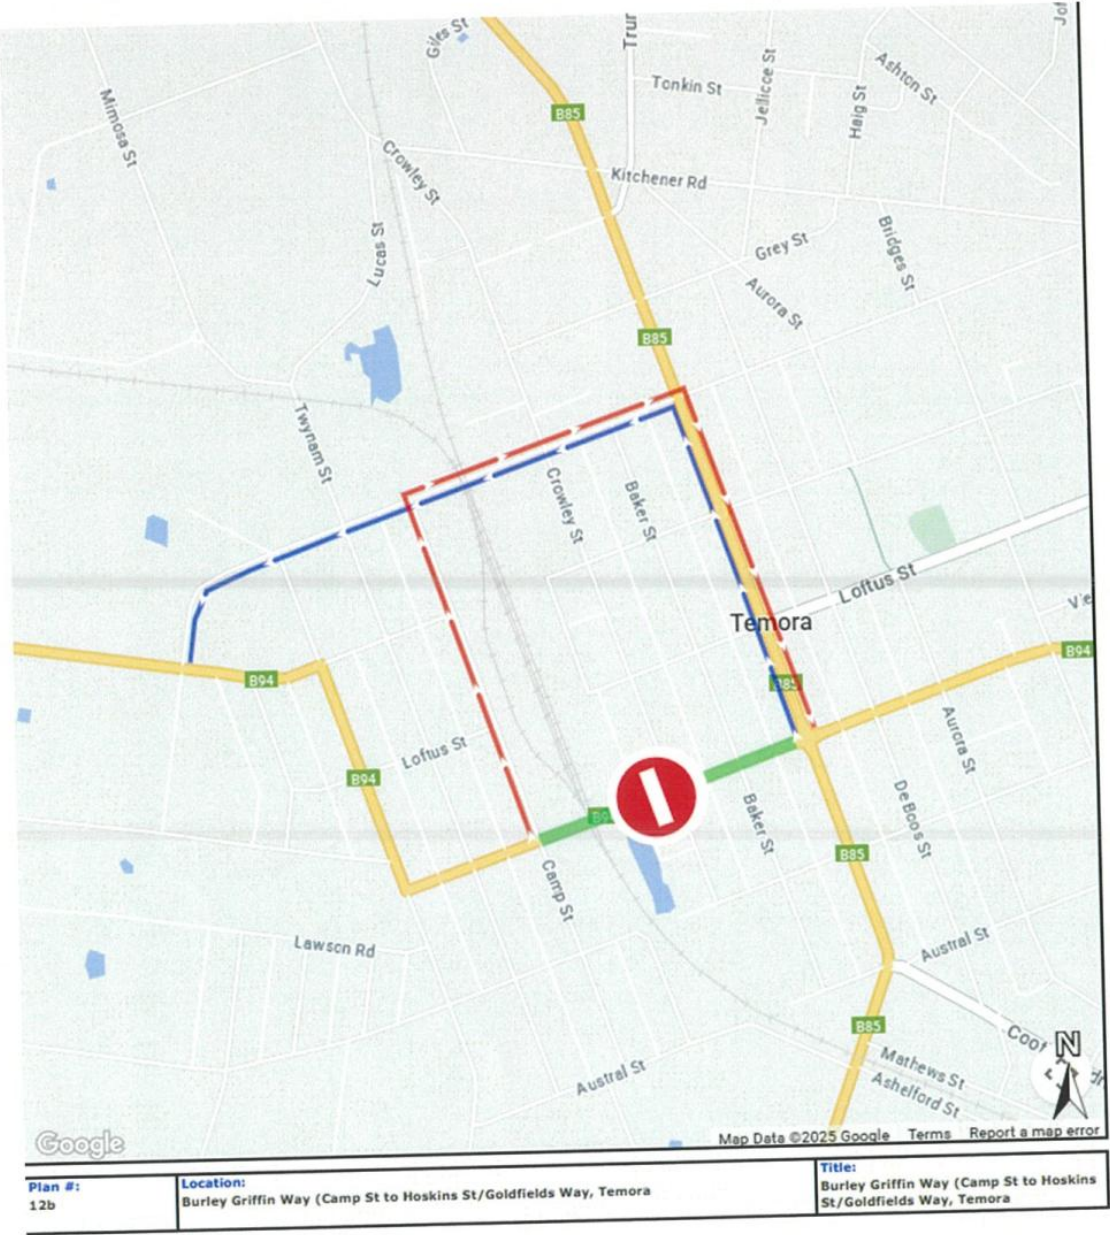 Giles St
Trur
Tonkin St
Jellicoe St
Haig St
Ashton St
Mimosa St
B85
Crowley St
Kitchener Rd
Lucas St
Grey St
Bridges St
Aurora St
B85
Twynam St
Crowley St
Baker St
Loftus St
Temora
B94
B94
B85
Loftus St
B94
Aurora St
De Boos St
Baker St
B85
Camp St
Lawson Rd
Austral St
B85
Coot
N
Mathews St
Ashelford St
Austral St
Google
Map Data ©2025 Google Terms Report a map error
Plan #:
12b
Location:
Burley Griffin Way (Camp St to Hoskins St/Goldfields Way, Temora
Title:
Burley Griffin Way (Camp St to Hoskins
St/Goldfields Way, Temora